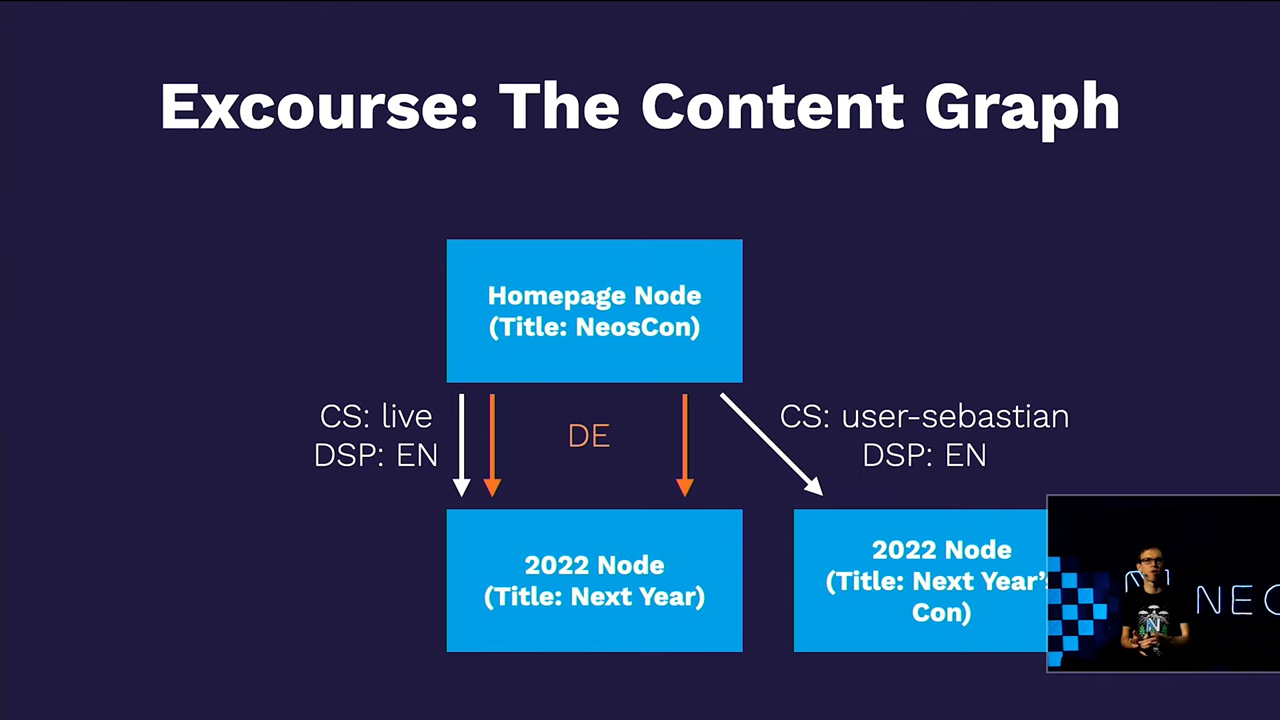 Excourse: The Content Graph
Homepage Node
(Title: NeosCon)
CS: live
DSP: EN
DE
CS: user-sebastian
DSP: EN
2022 Node
(Title: Next Year)
2022 Node
(Title: Next Year'
Con)
N
NEO